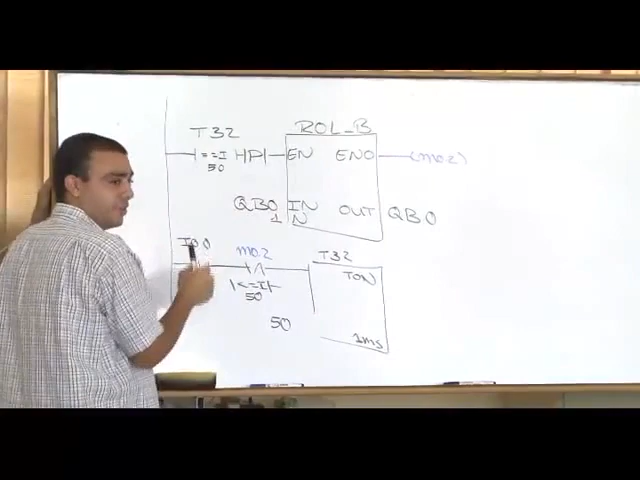 T32 ROL_B
==I 50 |P| EN ENO (M0.2)
QB0 IN OUT QB0
1 N
I0.0 M0.2 T32
<=I 50 TON
50 1ms